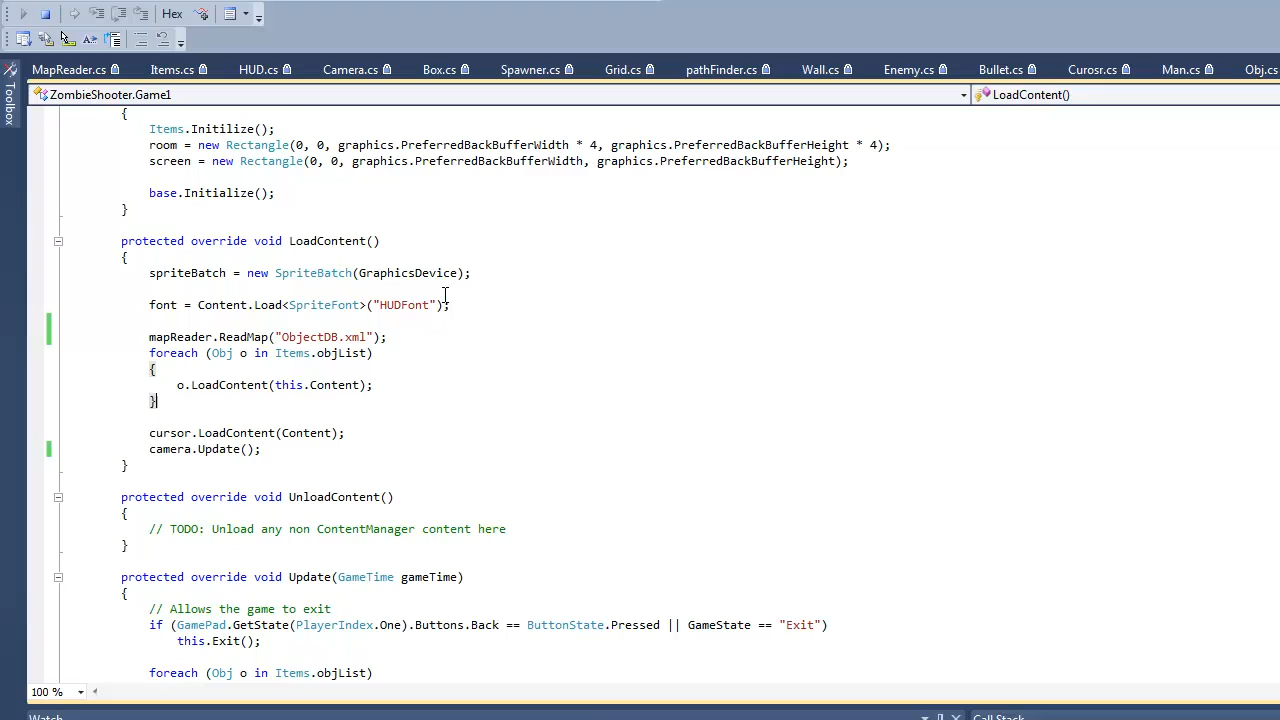 Hex
MapReader.cs Items.cs HUD.cs Camera.cs Box.cs Spawner.cs Grid.cs pathFinder.cs Wall.cs Enemy.cs Bullet.cs Curosr.cs Man.cs Obj.cs
Toolbox
ZombieShooter.Game1 LoadContent()
{
Items.Initilize();
room = new Rectangle(0, 0, graphics.PreferredBackBufferWidth * 4, graphics.PreferredBackBufferHeight * 4);
screen = new Rectangle(0, 0, graphics.PreferredBackBufferWidth, graphics.PreferredBackBufferHeight);
base.Initialize();
}
protected override void LoadContent()
{
spriteBatch = new SpriteBatch(GraphicsDevice);
font = Content.Load<SpriteFont>("HUDFont");
mapReader.ReadMap("ObjectDB.xml");
foreach (Obj o in Items.objList)
{
o.LoadContent(this.Content);
}
cursor.LoadContent(Content);
camera.Update();
}
protected override void UnloadContent()
{
// TODO: Unload any non ContentManager content here
}
protected override void Update(GameTime gameTime)
{
// Allows the game to exit
if (GamePad.GetState(PlayerIndex.One).Buttons.Back == ButtonState.Pressed || GameState == "Exit")
this.Exit();
foreach (Obj o in Items.objList)
100 %
Watch Call Stack